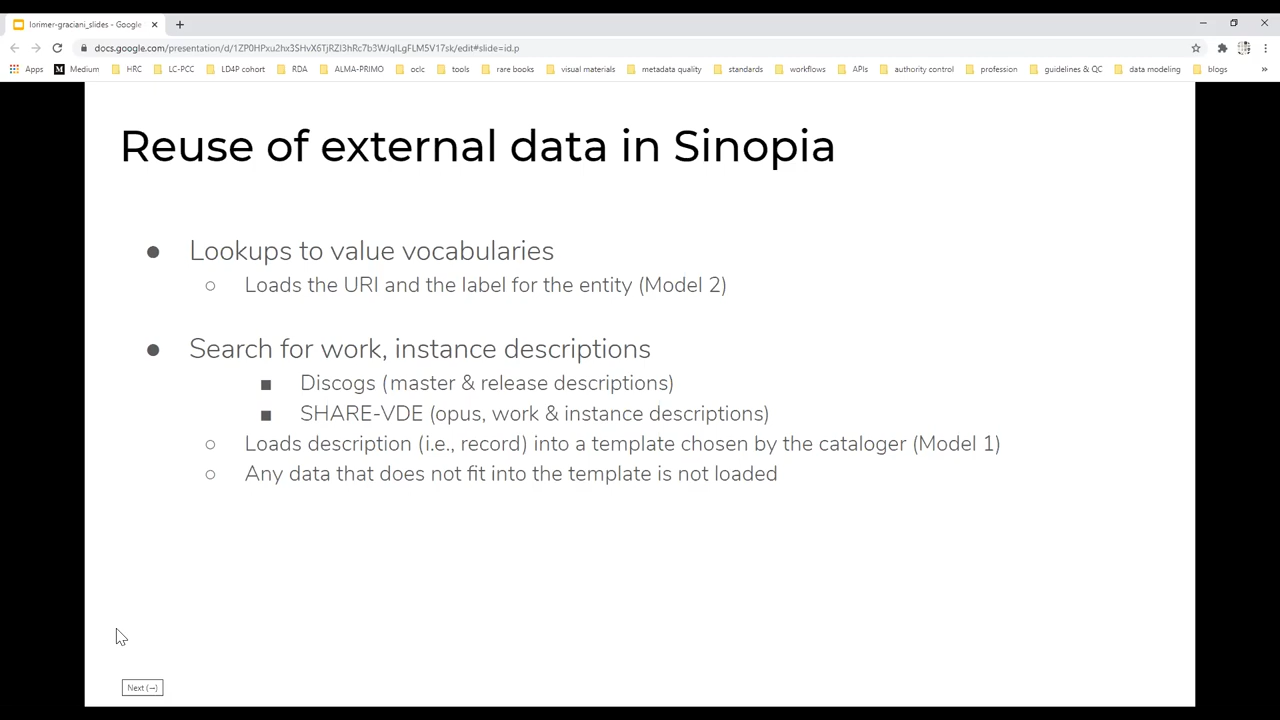 lorimer-graciani_slides - Google
docs.google.com/presentation/d/1ZP0HPxu2hx3SHvX6TjRZI3hRc7b3WJqILgFLM5V17sk/edit#slide=id.p
Apps Medium HRC LC-PCC LD4P cohort RDA ALMA-PRIMO oclc tools rare books visual materials metadata quality standards workflows APIs authority control profession guidelines & QC data modeling blogs »
Reuse of external data in Sinopia
● Lookups to value vocabularies
○ Loads the URI and the label for the entity (Model 2)
● Search for work, instance descriptions
■ Discogs (master & release descriptions)
■ SHARE-VDE (opus, work & instance descriptions)
○ Loads description (i.e., record) into a template chosen by the cataloger (Model 1)
○ Any data that does not fit into the template is not loaded
Next (→)